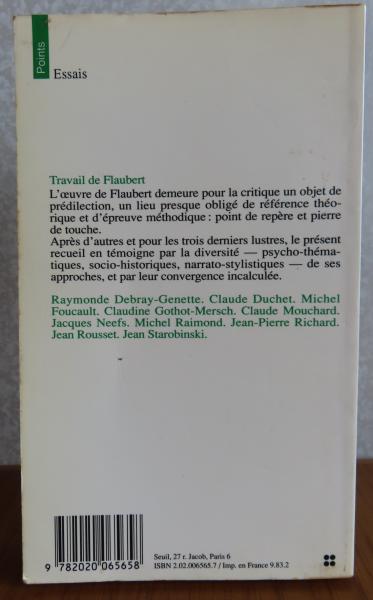 Points
Essais
Travail de Flaubert
L'œuvre de Flaubert demeure pour la critique un objet de
prédilection, un lieu presque obligé de référence théo-
rique et d'épreuve méthodique : point de repère et pierre
de touche.
Après d'autres et pour les trois derniers lustres, le présent
recueil en témoigne par la diversité — psycho-théma-
tiques, socio-historiques, narrato-stylistiques — de ses
approches, et par leur convergence incalculée.
Raymonde Debray-Genette. Claude Duchet. Michel
Foucault. Claudine Gothot-Mersch. Claude Mouchard.
Jacques Neefs. Michel Raimond. Jean-Pierre Richard.
Jean Rousset. Jean Starobinski.
9 782020 065658
Seuil, 27 r. Jacob, Paris 6
ISBN 2.02.006565.7 / Imp. en France 9.83.2